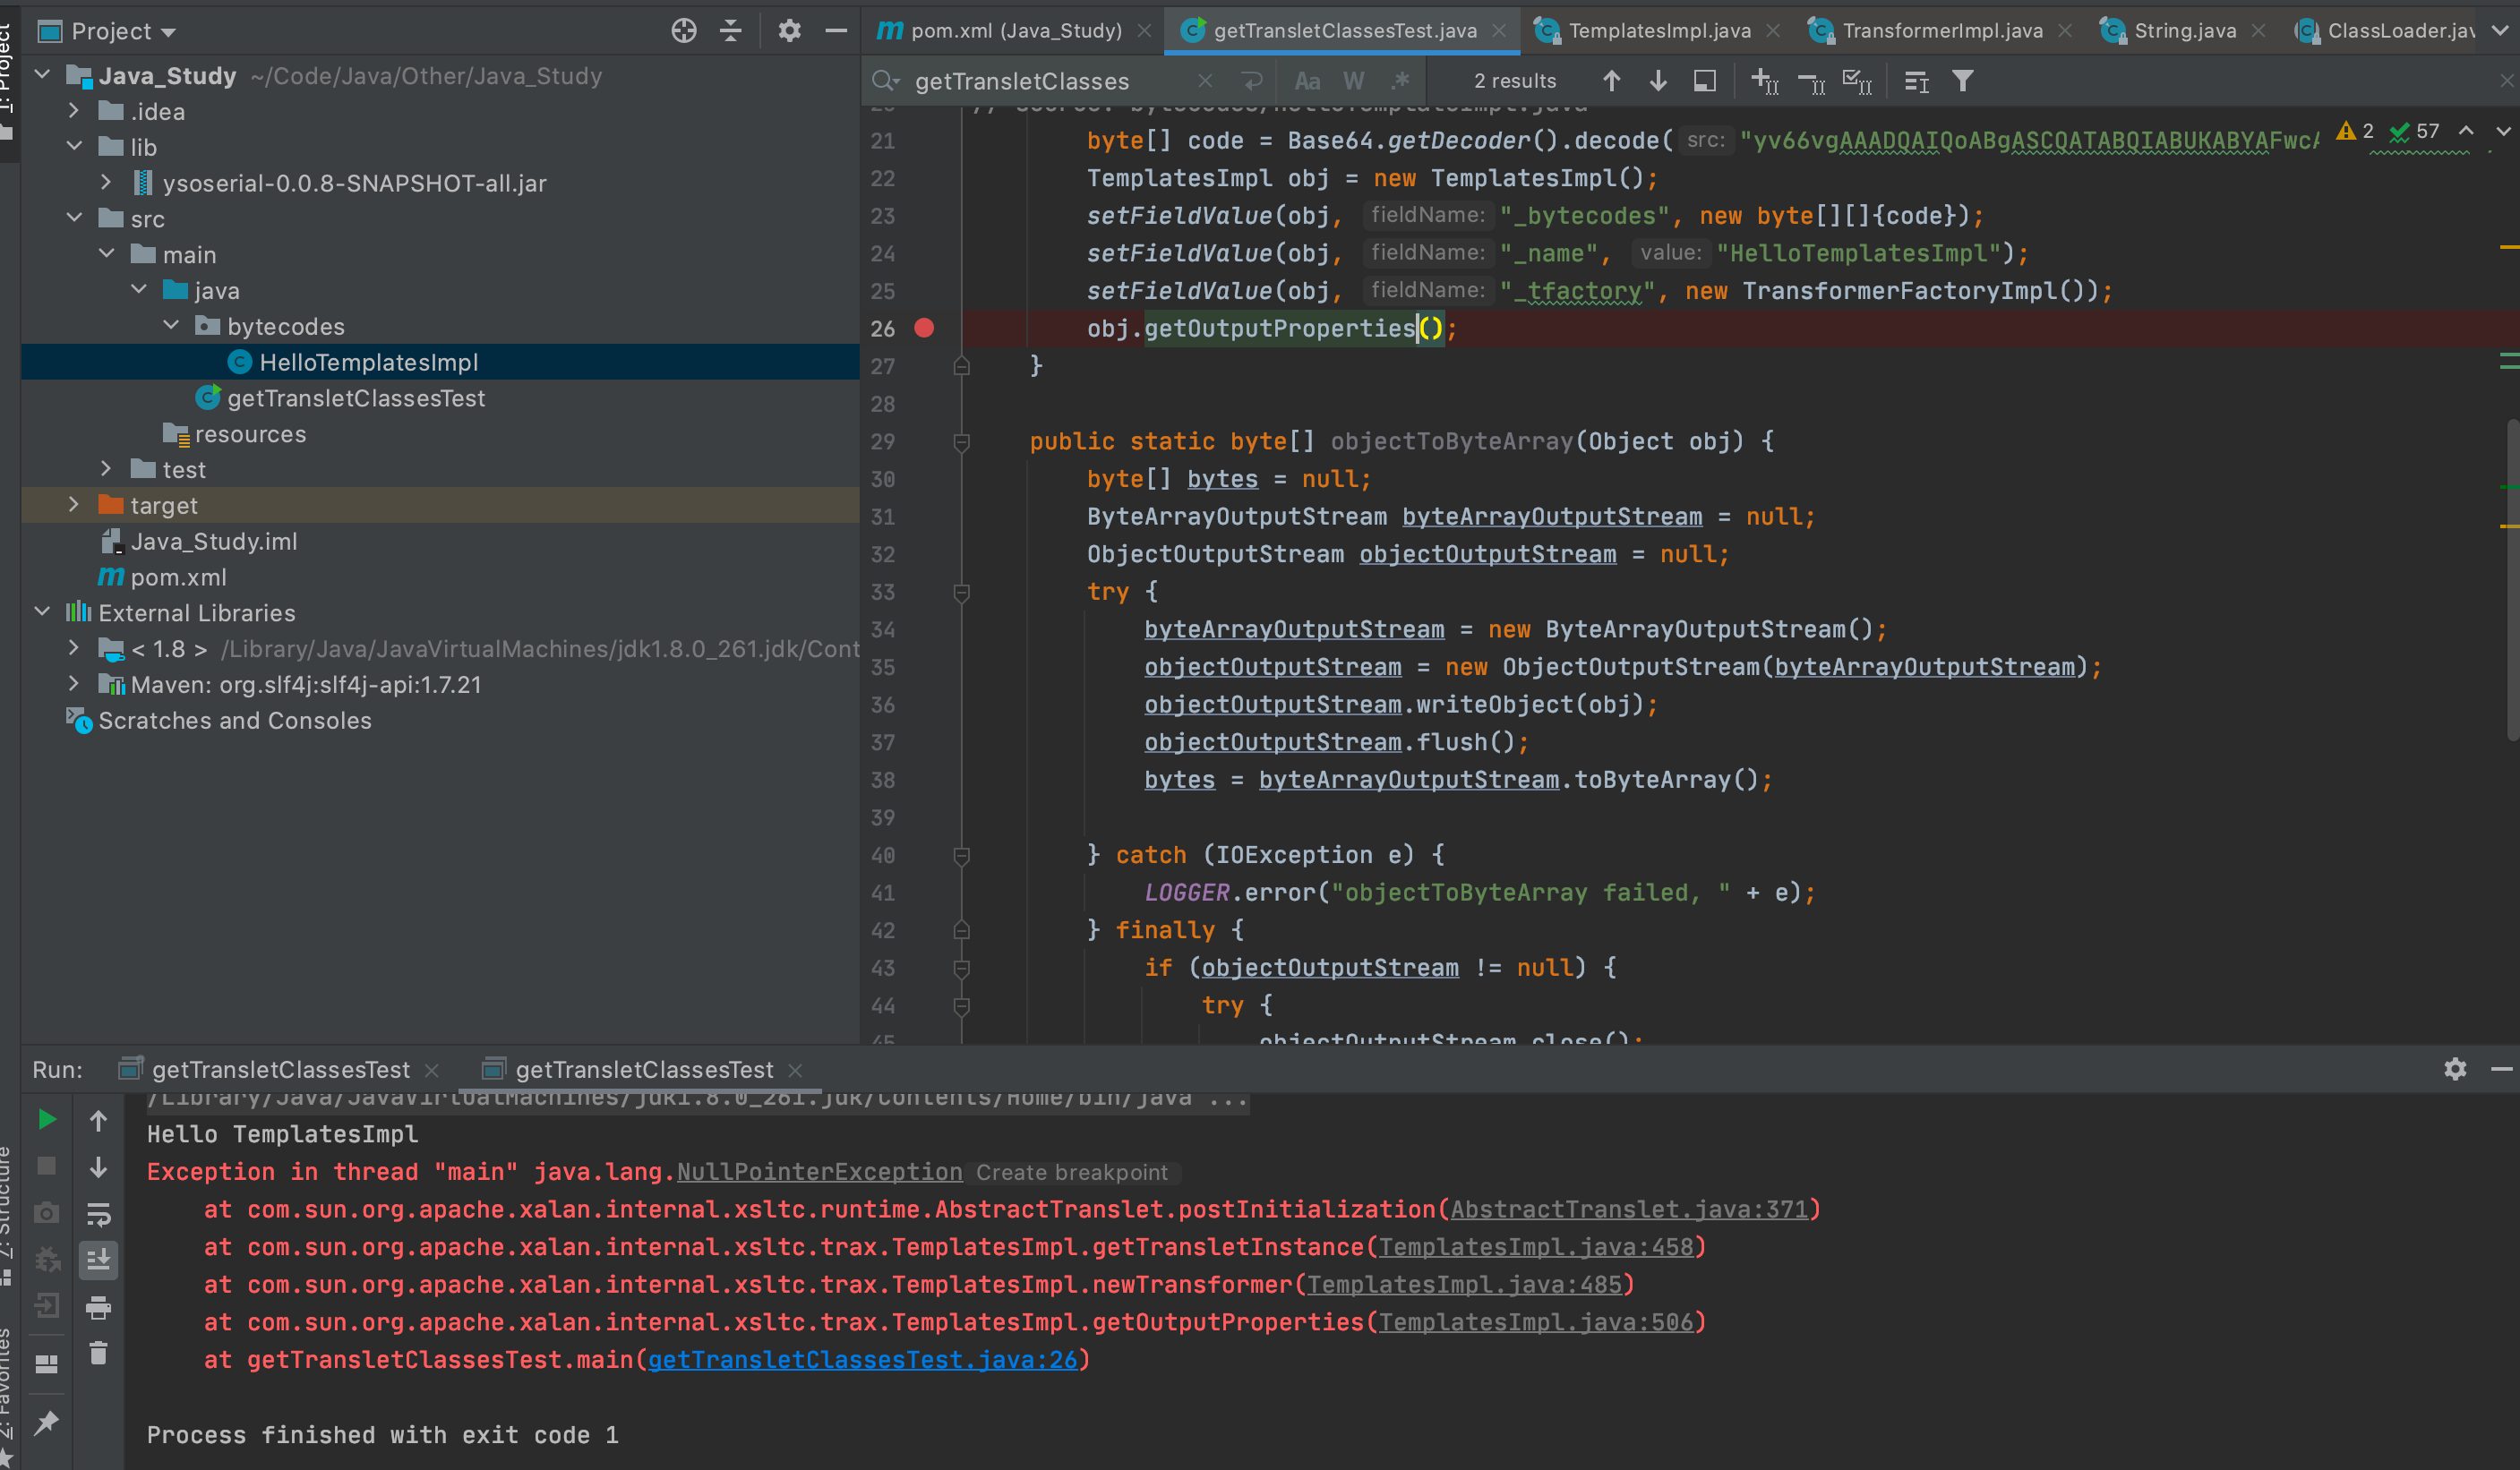 Project
pom.xml (Java_Study)
getTransletClassesTest.java
TemplatesImpl.java
TransformerImpl.java
String.java
ClassLoader.jav
1: Project
Java_Study ~/Code/Java/Other/Java_Study
.idea
lib
ysoserial-0.0.8-SNAPSHOT-all.jar
src
main
java
bytecodes
HelloTemplatesImpl
getTransletClassesTest
resources
test
target
Java_Study.iml
pom.xml
External Libraries
< 1.8 > /Library/Java/JavaVirtualMachines/jdk1.8.0_261.jdk/Cont
Maven: org.slf4j:slf4j-api:1.7.21
Scratches and Consoles
getTransletClasses
Aa W .* 2 results
2 57
21 byte[] code = Base64.getDecoder().decode( src: "yv66vgAAADQAIQoABgASCQATABQIABUKABYAFwcA
22 TemplatesImpl obj = new TemplatesImpl();
23 setFieldValue(obj, fieldName: "_bytecodes", new byte[][]{code});
24 setFieldValue(obj, fieldName: "_name", value: "HelloTemplatesImpl");
25 setFieldValue(obj, fieldName: "_tfactory", new TransformerFactoryImpl());
26 obj.getOutputProperties();
27 }
28
29 public static byte[] objectToByteArray(Object obj) {
30 byte[] bytes = null;
31 ByteArrayOutputStream byteArrayOutputStream = null;
32 ObjectOutputStream objectOutputStream = null;
33 try {
34 byteArrayOutputStream = new ByteArrayOutputStream();
35 objectOutputStream = new ObjectOutputStream(byteArrayOutputStream);
36 objectOutputStream.writeObject(obj);
37 objectOutputStream.flush();
38 bytes = byteArrayOutputStream.toByteArray();
39
40 } catch (IOException e) {
41 LOGGER.error("objectToByteArray failed, " + e);
42 } finally {
43 if (objectOutputStream != null) {
44 try {
45 objectOutputStream.close();
Run: getTransletClassesTest getTransletClassesTest
/Library/Java/JavaVirtualMachines/jdk1.8.0_261.jdk/Contents/Home/bin/java ...
Hello TemplatesImpl
Exception in thread "main" java.lang.NullPointerException Create breakpoint
at com.sun.org.apache.xalan.internal.xsltc.runtime.AbstractTranslet.postInitialization(AbstractTranslet.java:371)
at com.sun.org.apache.xalan.internal.xsltc.trax.TemplatesImpl.getTransletInstance(TemplatesImpl.java:458)
at com.sun.org.apache.xalan.internal.xsltc.trax.TemplatesImpl.newTransformer(TemplatesImpl.java:485)
at com.sun.org.apache.xalan.internal.xsltc.trax.TemplatesImpl.getOutputProperties(TemplatesImpl.java:506)
at getTransletClassesTest.main(getTransletClassesTest.java:26)
Process finished with exit code 1
7: Structure
2: Favorites